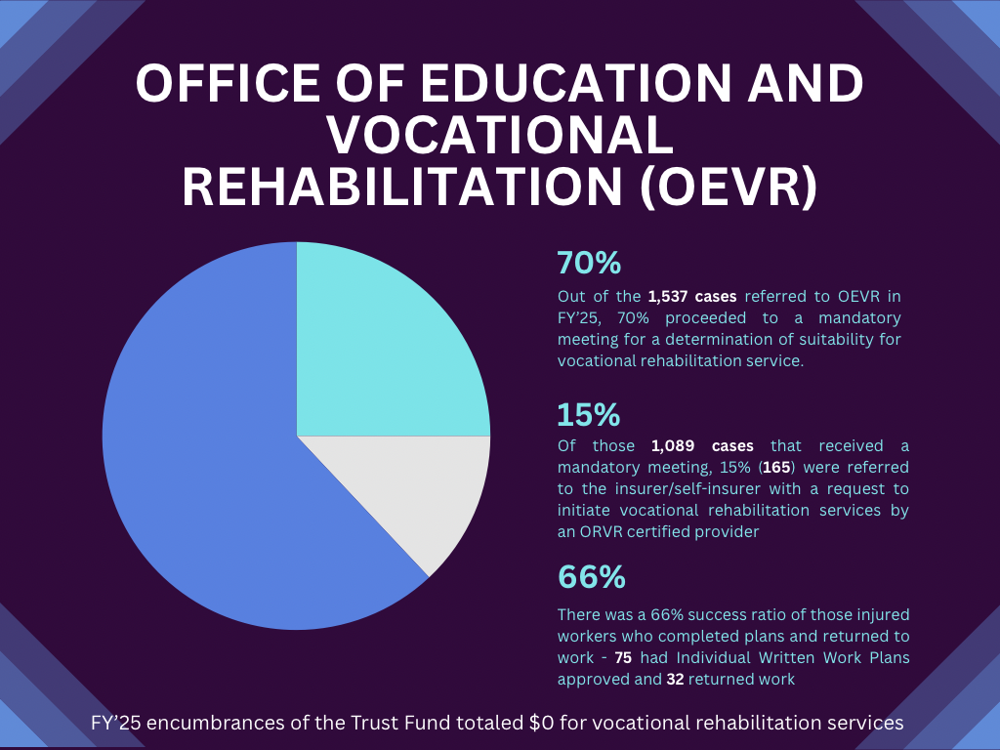 OFFICE OF EDUCATION AND
VOCATIONAL
REHABILITATION (OEVR)
70%
Out of the 1,537 cases referred to OEVR in
FY’25, 70% proceeded to a mandatory
meeting for a determination of suitability for
vocational rehabilitation service.
15%
Of those 1,089 cases that received a
mandatory meeting, 15% (165) were referred
to the insurer/self-insurer with a request to
initiate vocational rehabilitation services by
an ORVR certified provider
66%
There was a 66% success ratio of those injured
workers who completed plans and returned to
work - 75 had Individual Written Work Plans
approved and 32 returned work
FY’25 encumbrances of the Trust Fund totaled $0 for vocational rehabilitation services